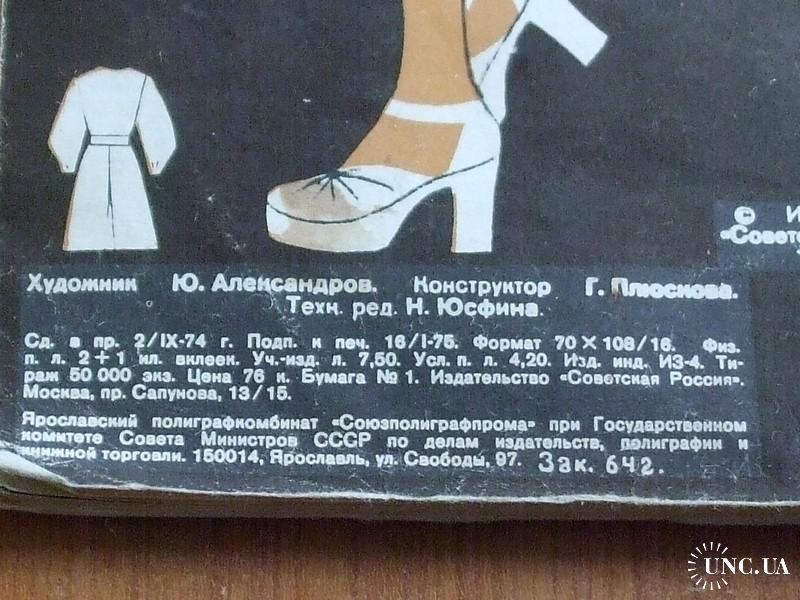 © И
«Совет
Художник Ю. Александров. Конструктор Г. Плюснова.
Техн. ред. Н. Юсфина.
Сд. в пр. 2/IX-74 г. Подп. к печ. 16/I-75. Формат 70×108/16. Физ.
п. л. 2+1 ил. вклеек. Уч.-изд. л. 7,50. Усл. п. л. 4,20. Изд. инд. ИЗ-4. Ти-
раж 50 000 экз. Цена 76 к. Бумага № 1. Издательство «Советская Россия».
Москва, пр. Сапунова, 13/15.
Ярославский полиграфкомбинат «Союзполиграфпрома» при Государственном
комитете Совета Министров СССР по делам издательств, полиграфии и
книжной торговли. 150014, Ярославль, ул. Свободы, 97. Зак. 642.
UNC.UA